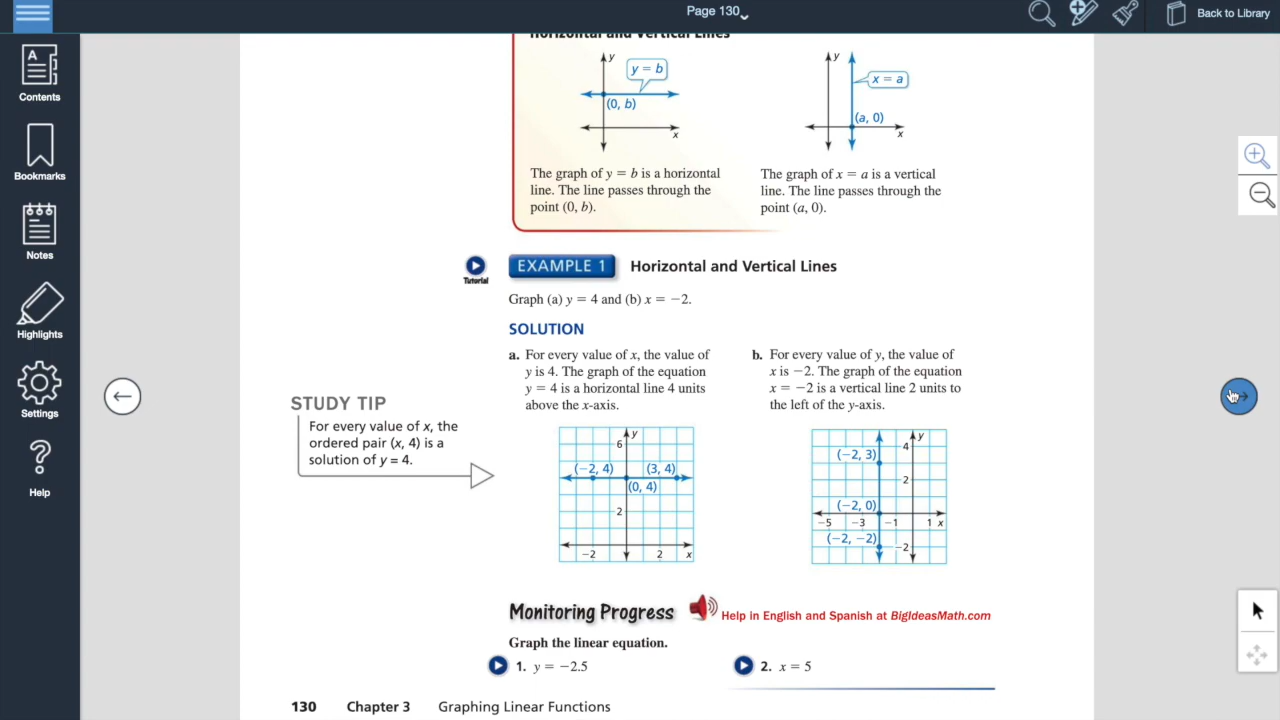 Page 130
Back to Library
Contents
Bookmarks
Notes
Highlights
Settings
Help
Horizontal and Vertical Lines
y
y = b
(0, b)
x
The graph of y = b is a horizontal
line. The line passes through the
point (0, b).
y
x = a
(a, 0)
x
The graph of x = a is a vertical
line. The line passes through the
point (a, 0).
Tutorial
EXAMPLE 1 Horizontal and Vertical Lines
Graph (a) y = 4 and (b) x = −2.
SOLUTION
a. For every value of x, the value of
y is 4. The graph of the equation
y = 4 is a horizontal line 4 units
above the x-axis.
b. For every value of y, the value of
x is −2. The graph of the equation
x = −2 is a vertical line 2 units to
the left of the y-axis.
STUDY TIP
For every value of x, the
ordered pair (x, 4) is a
solution of y = 4.
y
6
(−2, 4) (3, 4)
(0, 4)
2
−2 2 x
y
4
(−2, 3)
2
(−2, 0)
−5 −3 −1 1 x
(−2, −2)
−2
Monitoring Progress
Help in English and Spanish at BigIdeasMath.com
Graph the linear equation.
1. y = −2.5
2. x = 5
130 Chapter 3 Graphing Linear Functions